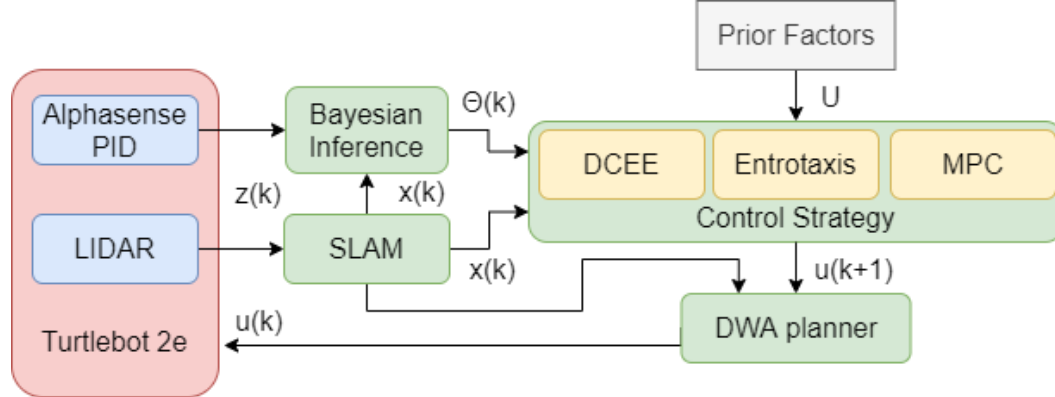 Prior Factors
U
Alphasense
PID
Bayesian
Inference
Θ(k)
DCEE
Entrotaxis
MPC
Control Strategy
z(k)
x(k)
LIDAR
SLAM
x(k)
u(k+1)
DWA planner
u(k)
Turtlebot 2e